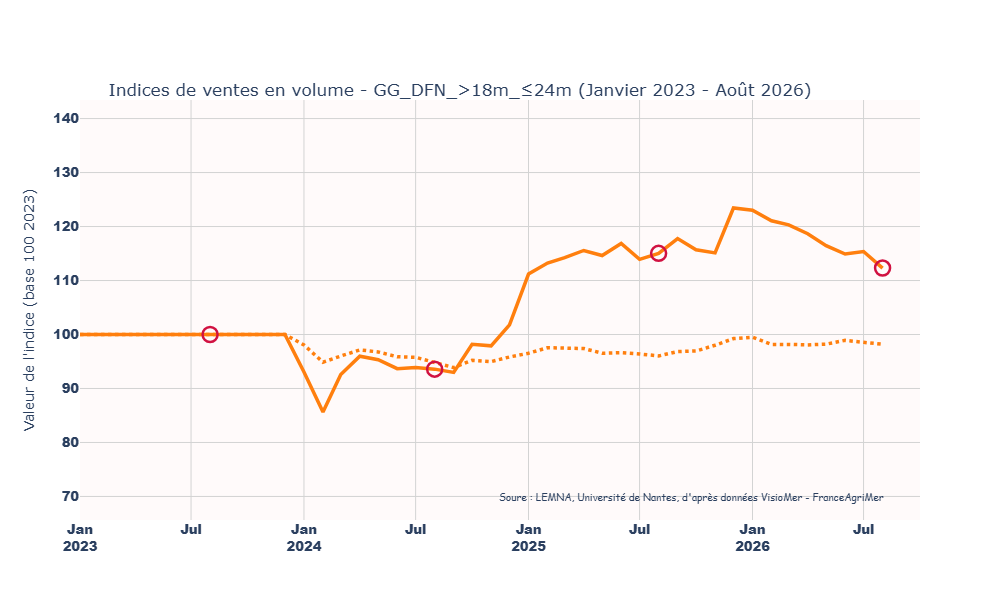 Indices de ventes en volume - GG_DFN_>18m_≤24m (Janvier 2023 - Août 2026)
Valeur de l'indice (base 100 2023)
140
130
120
110
100
90
80
70
Soure : LEMNA, Université de Nantes, d'après données VisioMer - FranceAgriMer
Jan Jul Jan Jul Jan Jul Jan Jul
2023 2024 2025 2026